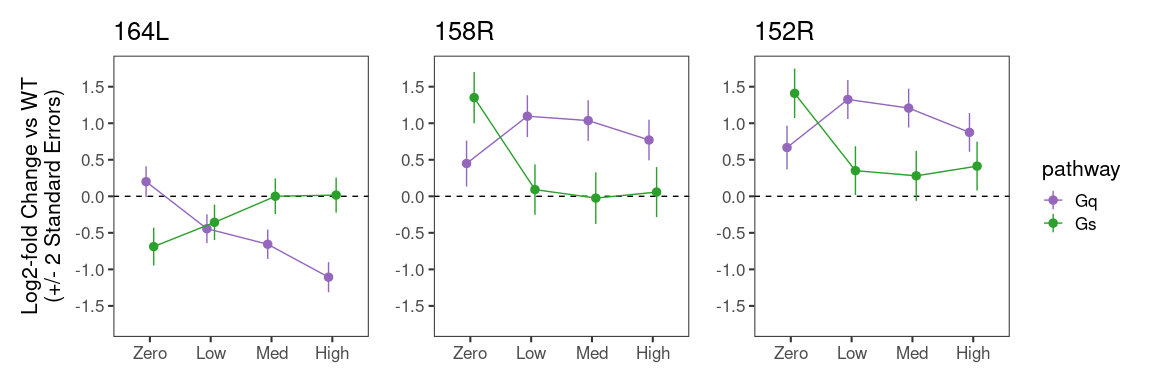 164L
158R
152R
Log2-fold Change vs WT
(+/- 2 Standard Errors)
1.5
1.0
0.5
0.0
-0.5
-1.0
-1.5
Zero Low Med High
1.5
1.0
0.5
0.0
-0.5
-1.0
-1.5
Zero Low Med High
1.5
1.0
0.5
0.0
-0.5
-1.0
-1.5
Zero Low Med High
pathway
Gq
Gs